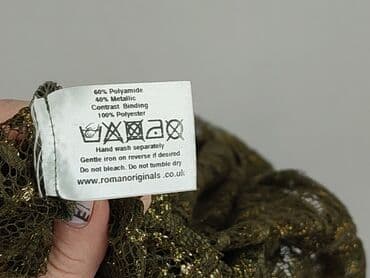 60% Polyamide
40% Metallic
Contrast Binding
100% Polyester
Hand wash separately
Gentle iron on reverse if desired
Do not bleach. Do not tumble dry
www.romanoriginals.co.uk